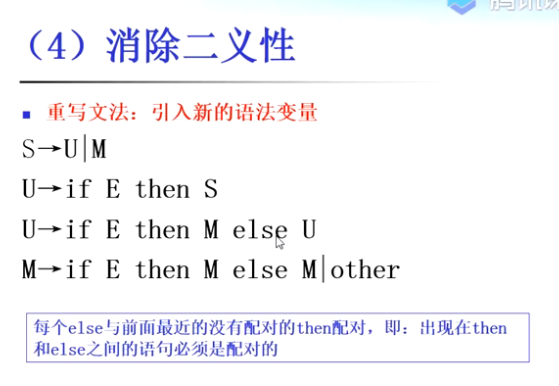 （4）消除二义性
重写文法：引入新的语法变量
S→U|M
U→if E then S
U→if E then M else U
M→if E then M else M|other
每个else与前面最近的没有配对的then配对，即：出现在then
和else之间的语句必须是配对的